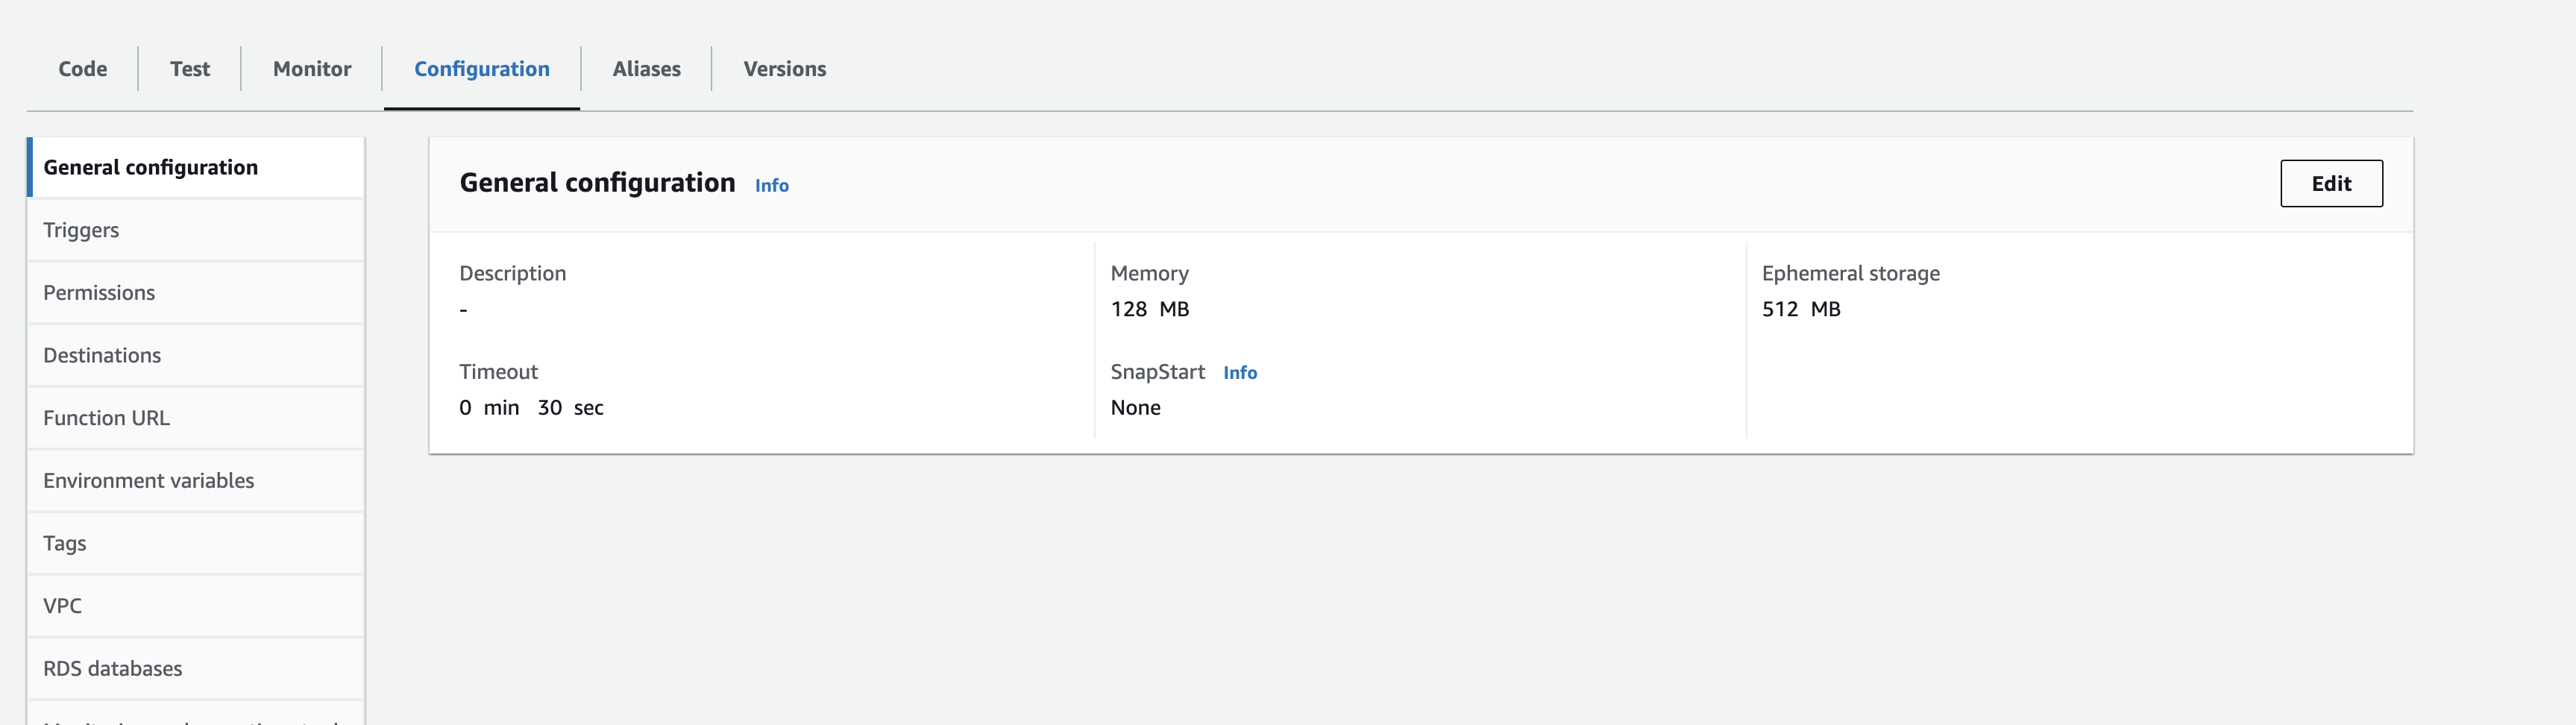 Code Test Monitor Configuration Aliases Versions
General configuration
Triggers
Permissions
Destinations
Function URL
Environment variables
Tags
VPC
RDS databases
General configuration Info
Edit
Description
-
Timeout
0 min 30 sec
Memory
128 MB
SnapStart Info
None
Ephemeral storage
512 MB